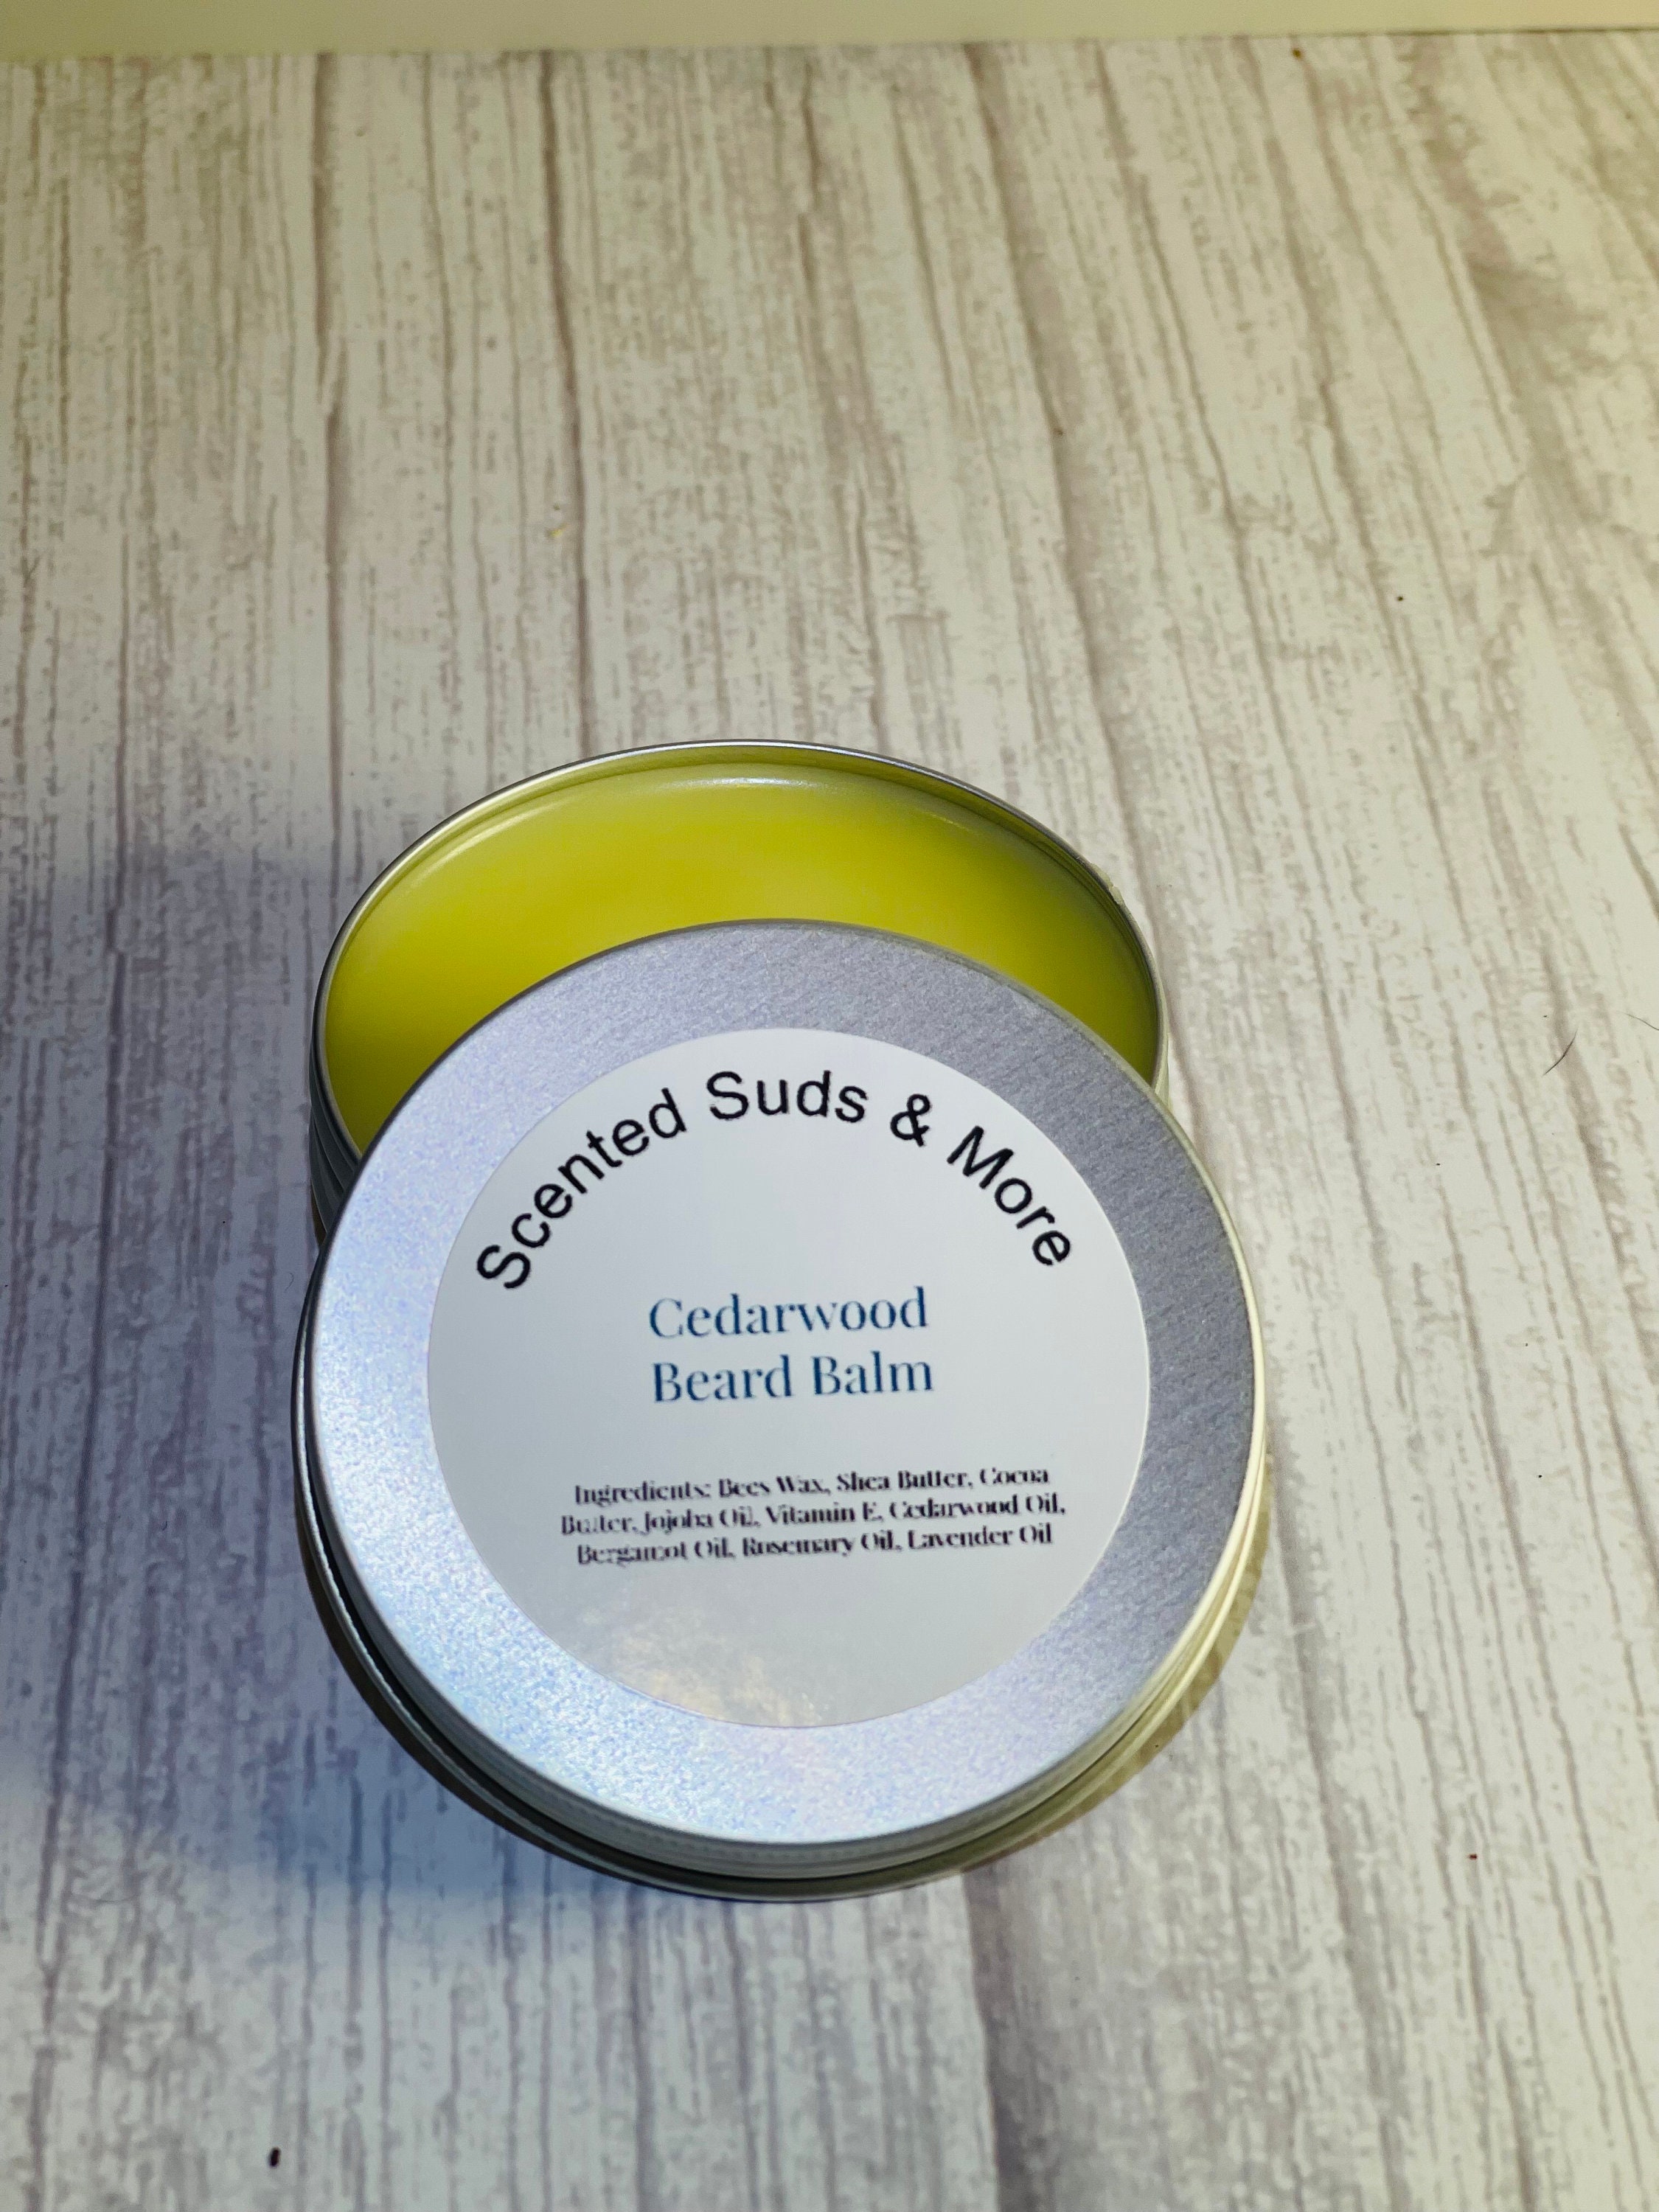 Scented Suds & More
Cedarwood
Beard Balm
Ingredients: Bees Wax, Shea Butter, Cocoa
Butter, Jojoba Oil, Vitamin E, Cedarwood Oil,
Bergamot Oil, Rosemary Oil, Lavender Oil